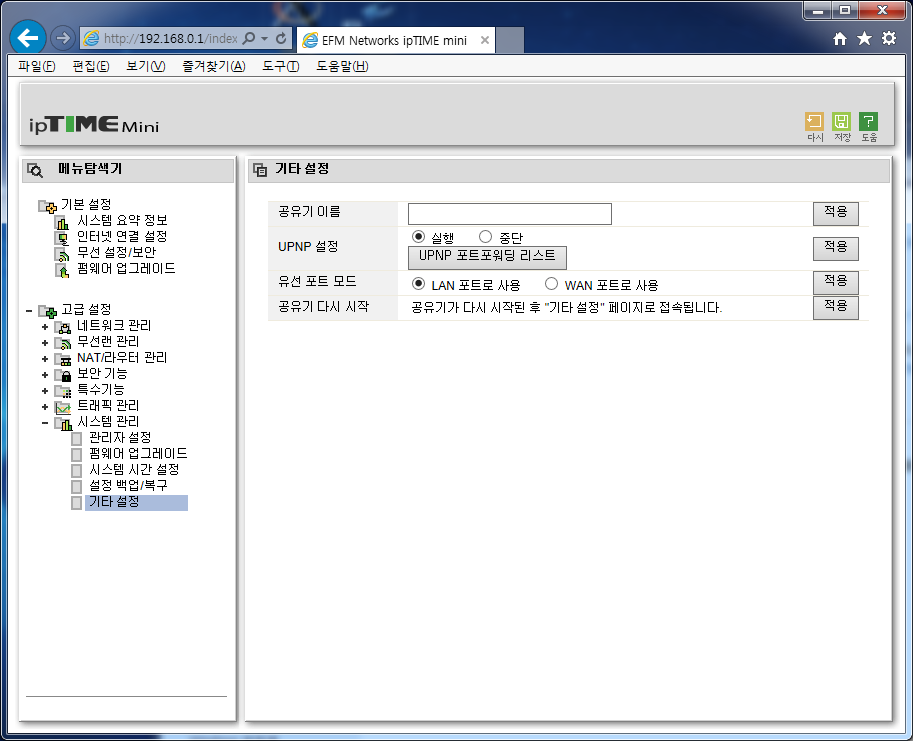 http://192.168.0.1/index
EFM Networks ipTIME mini
파일(F) 편집(E) 보기(V) 즐겨찾기(A) 도구(T) 도움말(H)
ipTIME Mini
다시 저장 도움
메뉴탐색기
기본 설정
시스템 요약 정보
인터넷 연결 설정
무선 설정/보안
펌웨어 업그레이드
고급 설정
네트워크 관리
무선랜 관리
NAT/라우터 관리
보안 기능
특수기능
트래픽 관리
시스템 관리
관리자 설정
펌웨어 업그레이드
시스템 시간 설정
설정 백업/복구
기타 설정
기타 설정
공유기 이름 적용
UPNP 설정 실행 중단 적용
UPNP 포트포워딩 리스트
유선 포트 모드 LAN 포트로 사용 WAN 포트로 사용 적용
공유기 다시 시작 공유기가 다시 시작된 후 "기타 설정" 페이지로 접속됩니다. 적용